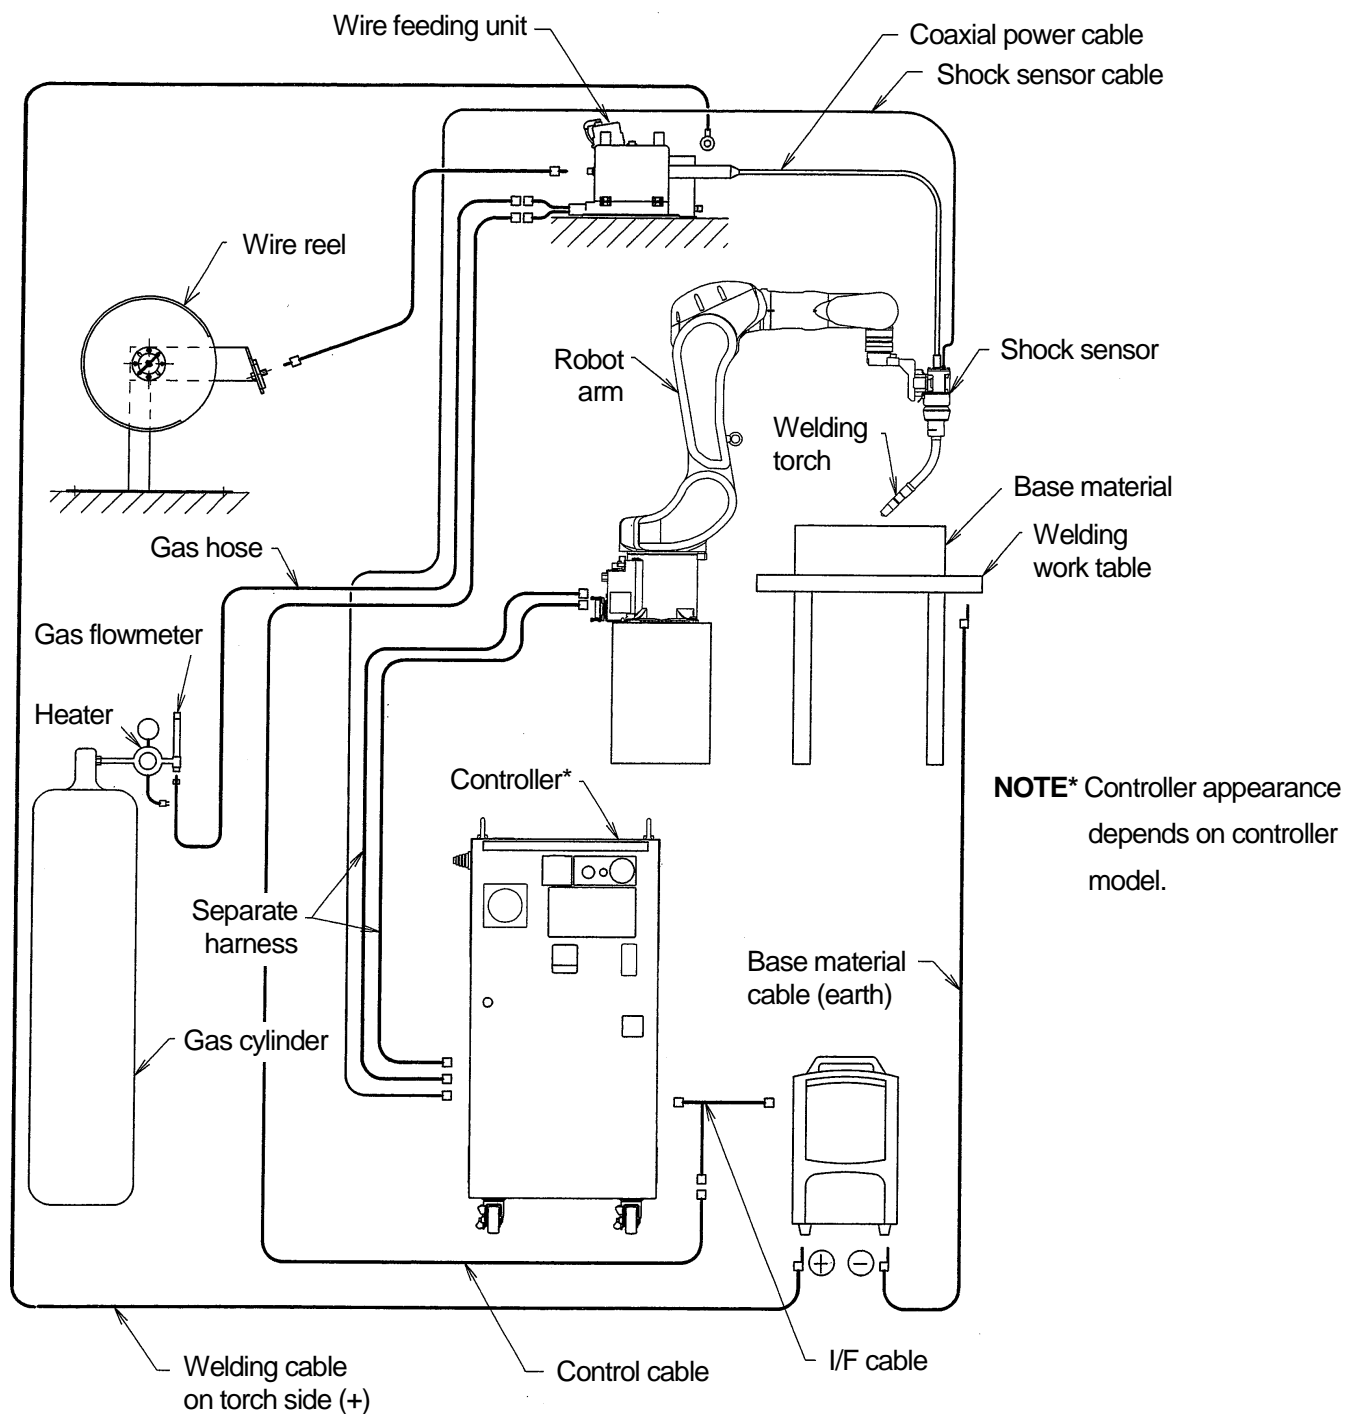 Wire feeding unit
Coaxial power cable
Shock sensor cable
Wire reel
Robot
arm
Shock sensor
Welding
torch
Base material
Welding
work table
Gas hose
Gas flowmeter
Heater
Controller*
NOTE* Controller appearance
depends on controller
model.
Separate
harness
Base material
cable (earth)
Gas cylinder
+ −
Welding cable
on torch side (+)
Control cable
I/F cable